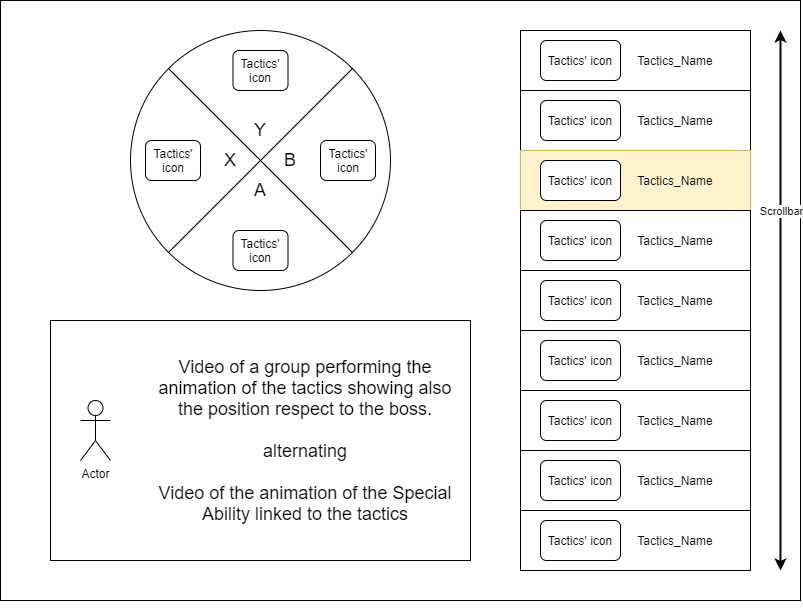 Tactics'
icon
Y
Tactics'
icon
X
B
Tactics'
icon
A
Tactics'
icon
Video of a group performing the
animation of the tactics showing also
the position respect to the boss.
alternating
Video of the animation of the Special
Ability linked to the tactics
Actor
Tactics' icon Tactics_Name
Tactics' icon Tactics_Name
Tactics' icon Tactics_Name
Tactics' icon Tactics_Name
Tactics' icon Tactics_Name
Tactics' icon Tactics_Name
Tactics' icon Tactics_Name
Tactics' icon Tactics_Name
Tactics' icon Tactics_Name
Scrollbar